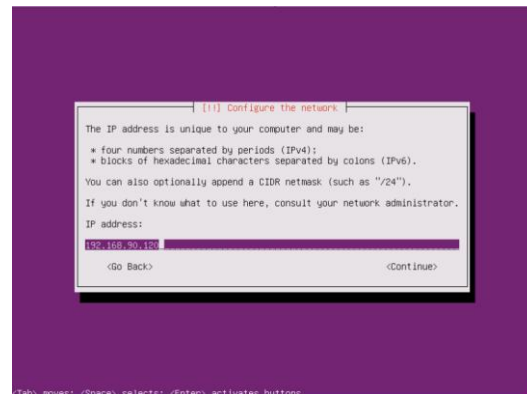 [!!] Configure the network
The IP address is unique to your computer and may be:
* four numbers separated by periods (IPv4);
* blocks of hexadecimal characters separated by colons (IPv6).
You can also optionally append a CIDR netmask (such as "/24").
If you don't know what to use here, consult your network administrator.
IP address:
192.168.90.120
<Go Back> <Continue>
<Tab> moves; <Space> selects; <Enter> activates buttons